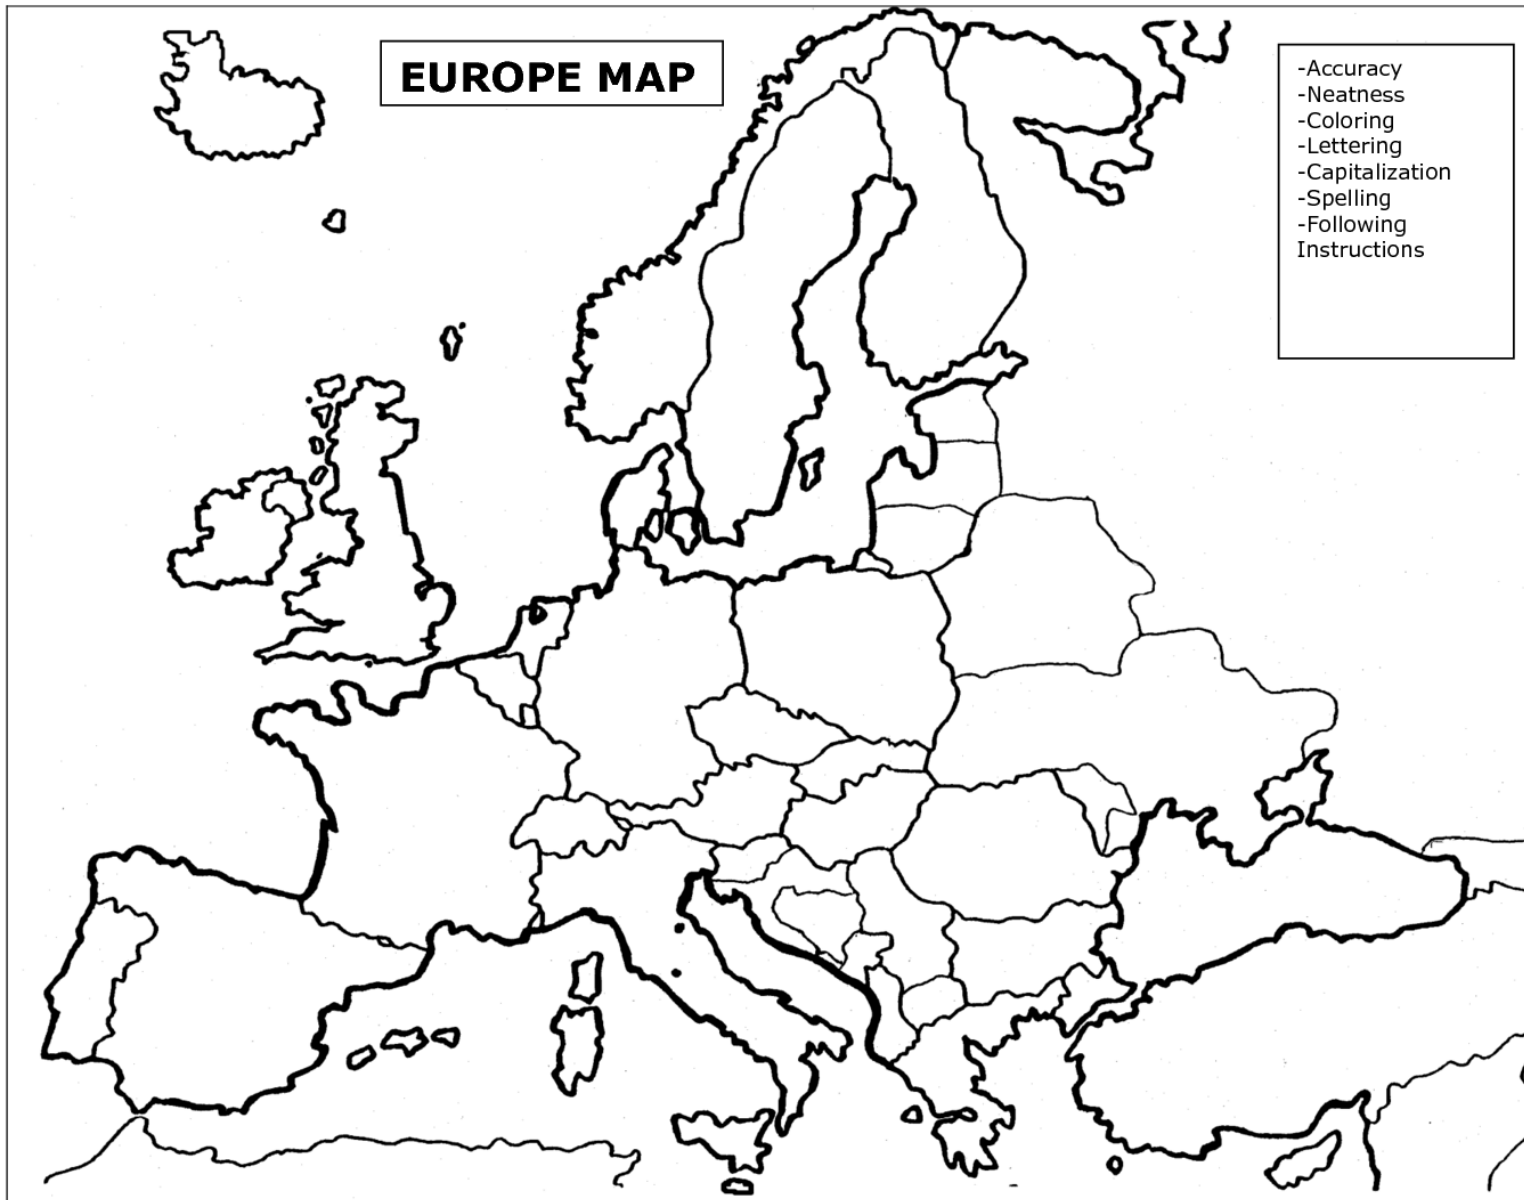 EUROPE MAP
-Accuracy
-Neatness
-Coloring
-Lettering
-Capitalization
-Spelling
-Following
Instructions